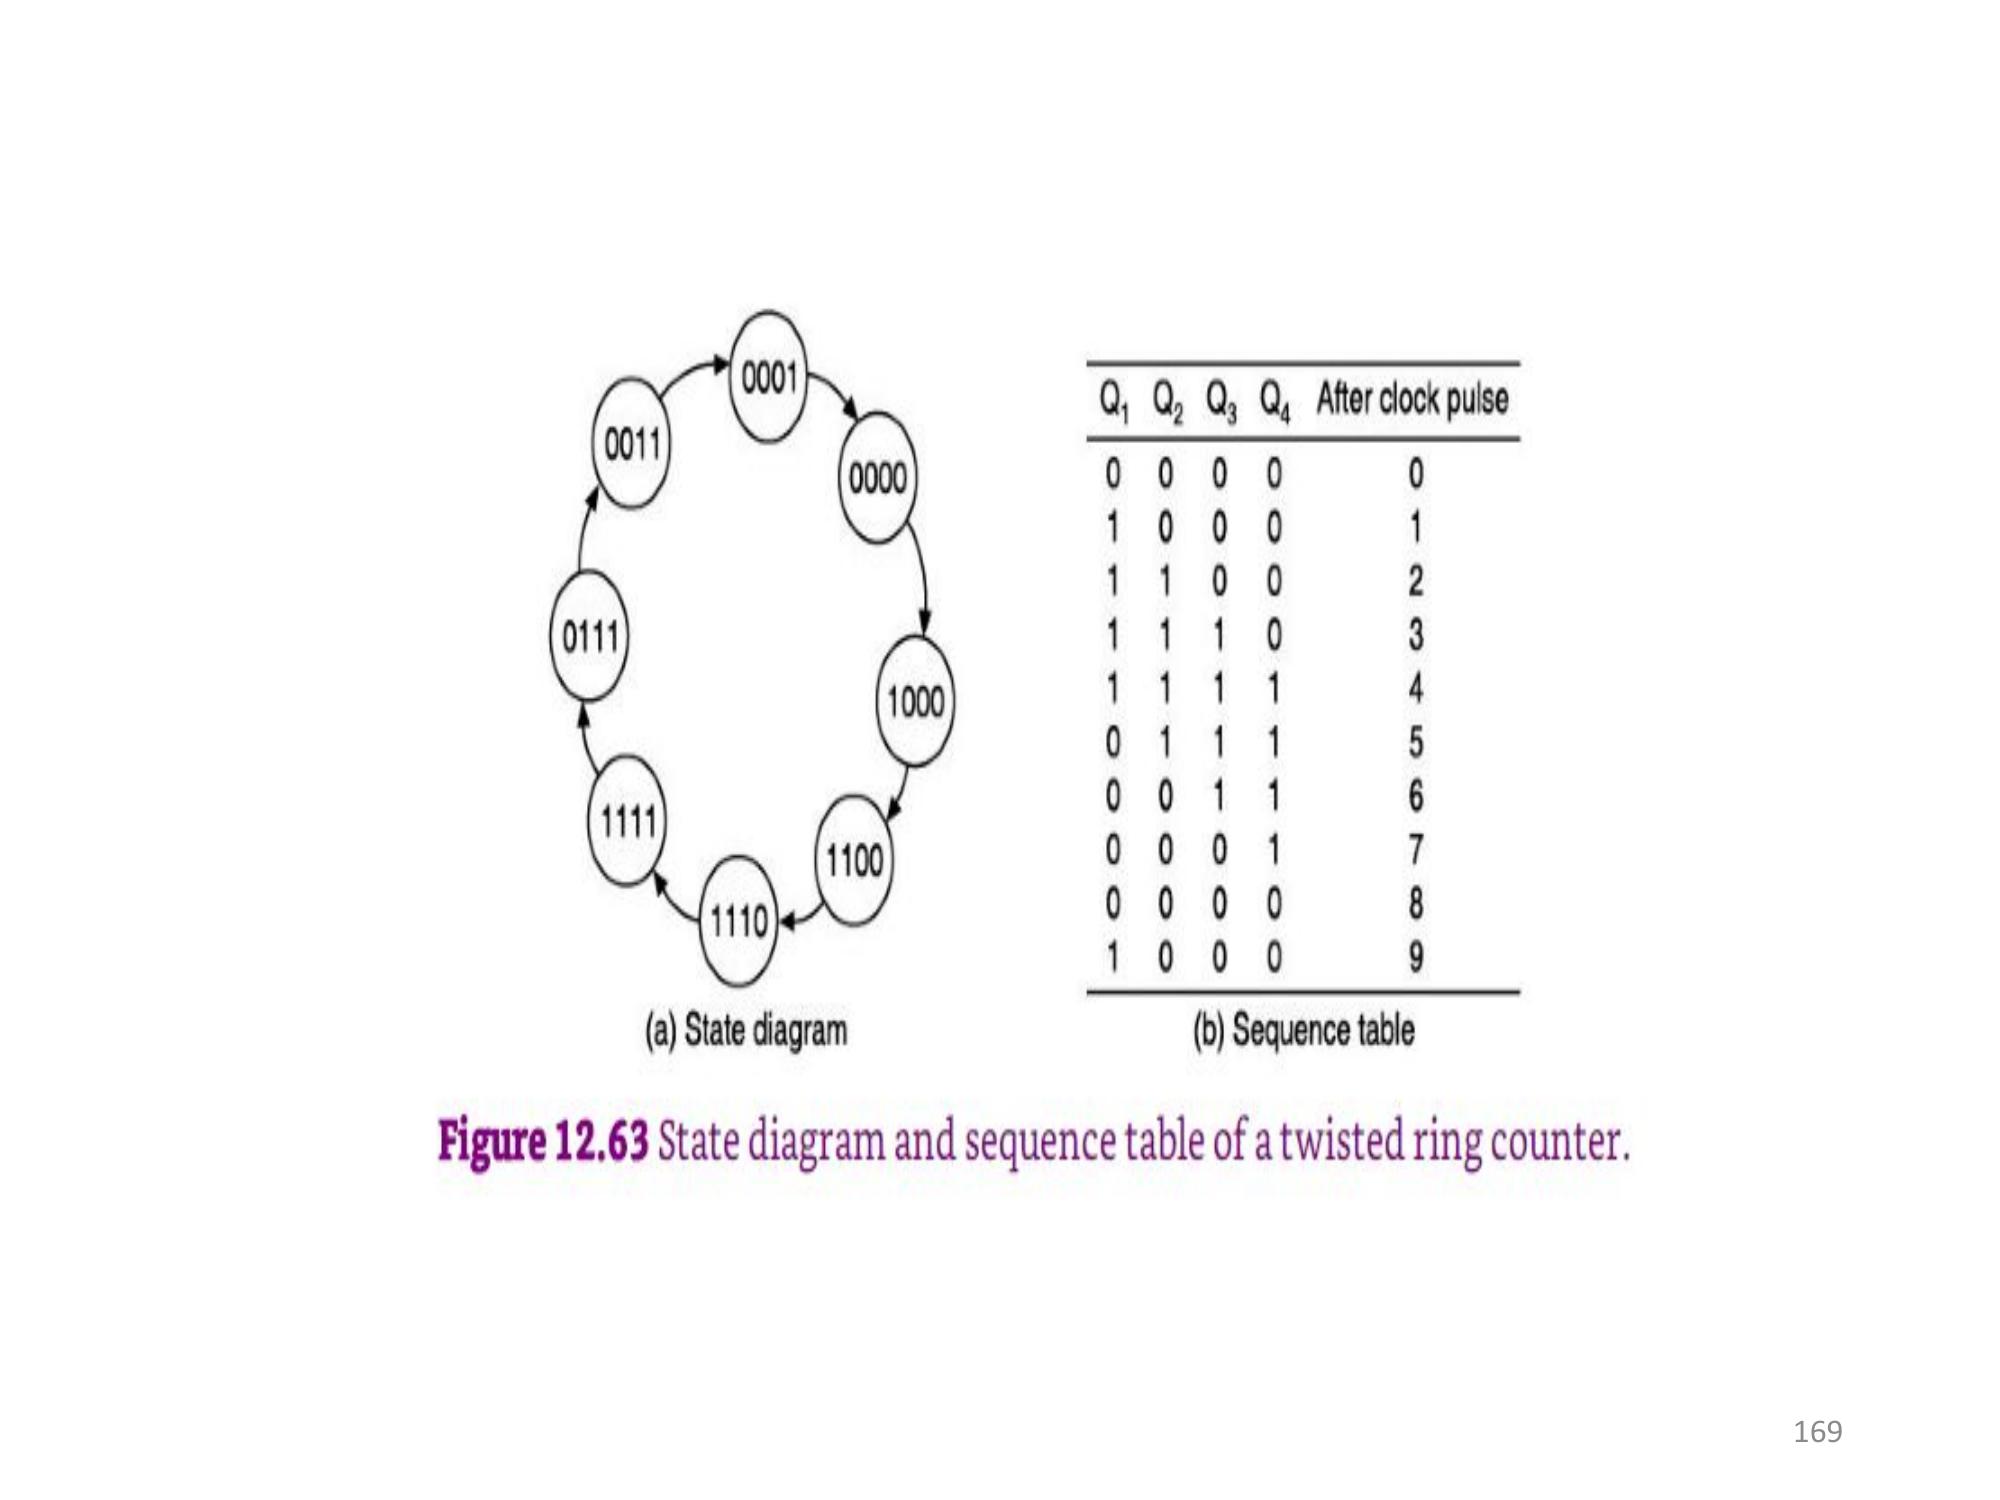 0001
0011
0000
0111
1000
1111
1100
1110
(a) State diagram
Q1 Q2 Q3 Q4 After clock pulse
0 0 0 0 0
1 0 0 0 1
1 1 0 0 2
1 1 1 0 3
1 1 1 1 4
0 1 1 1 5
0 0 1 1 6
0 0 0 1 7
0 0 0 0 8
1 0 0 0 9
(b) Sequence table
Figure 12.63 State diagram and sequence table of a twisted ring counter.
169